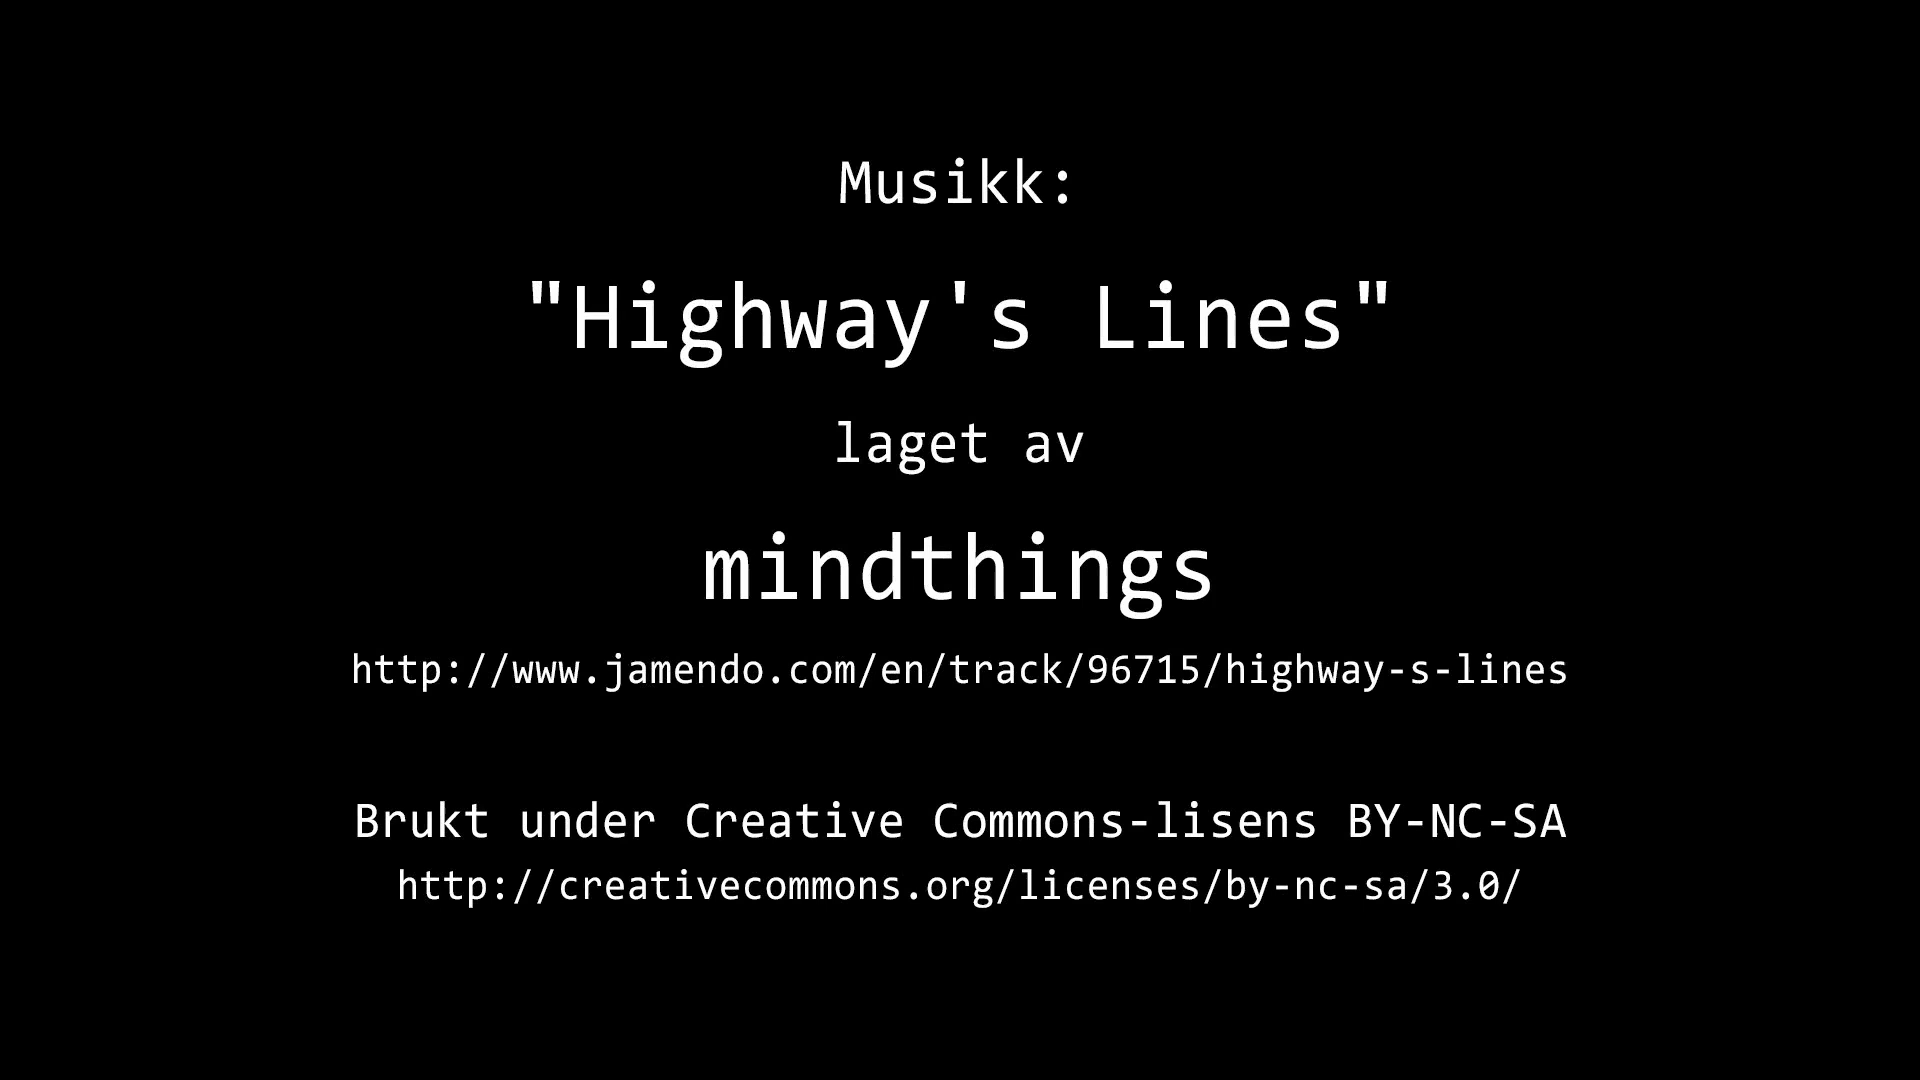 Musikk:
"Highway's Lines"
laget av
mindthings
http://www.jamendo.com/en/track/96715/highway-s-lines
Brukt under Creative Commons-lisens BY-NC-SA
http://creativecommons.org/licenses/by-nc-sa/3.0/